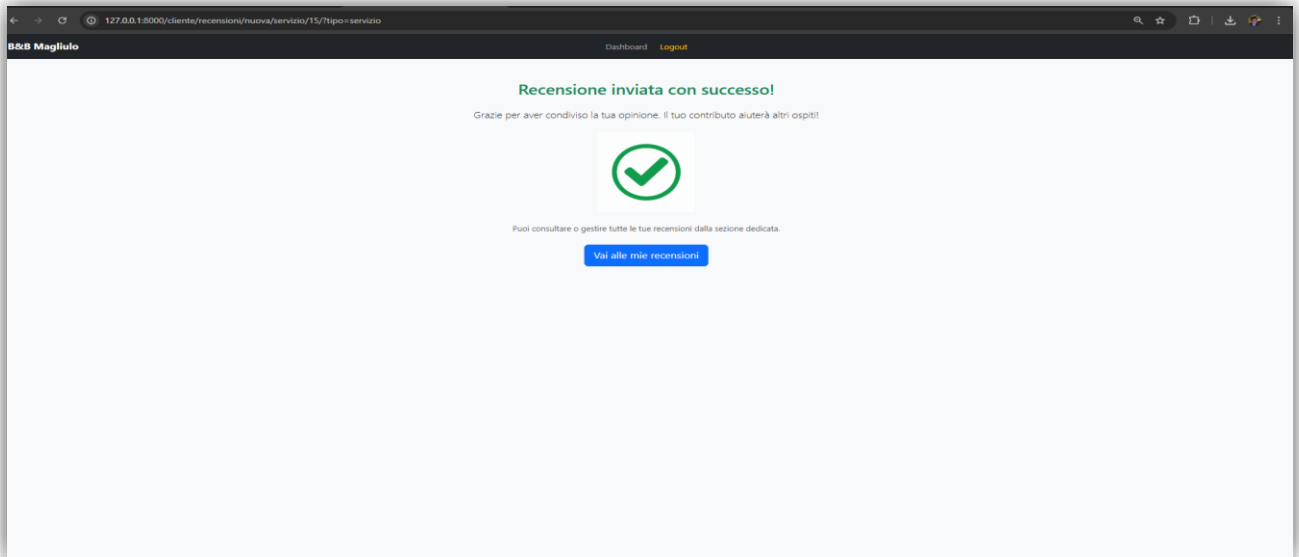 127.0.0.1:8000/cliente/recensioni/nuova/servizio/15/?tipo=servizio
B&B Magliulo
Dashboard Logout
Recensione inviata con successo!
Grazie per aver condiviso la tua opinione. Il tuo contributo aiuterà altri ospiti!
Puoi consultare o gestire tutte le tue recensioni dalla sezione dedicata.
Vai alle mie recensioni